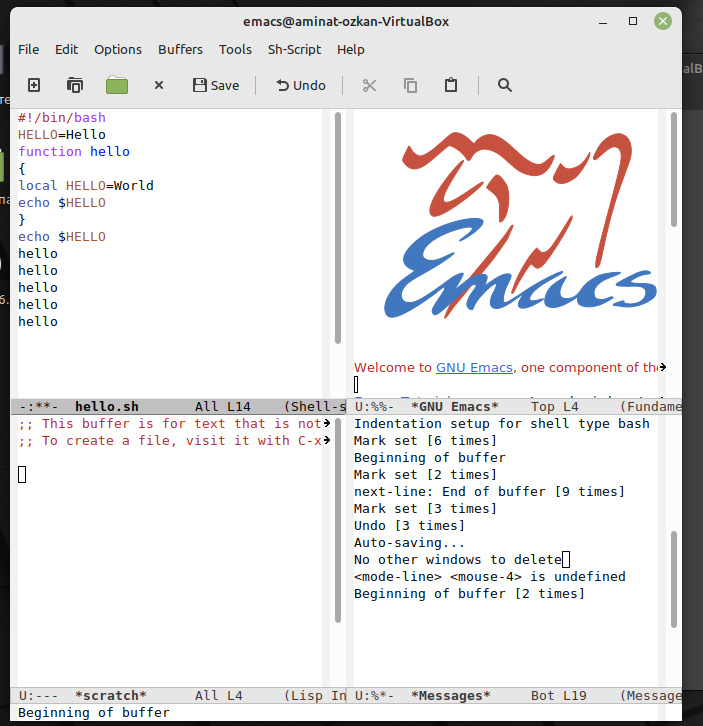 emacs@aminat-ozkan-VirtualBox
File Edit Options Buffers Tools Sh-Script Help
Save Undo
#!/bin/bash
HELLO=Hello
function hello
{
local HELLO=World
echo $HELLO
}
echo $HELLO
hello
hello
hello
hello
hello
-:**- hello.sh All L14 (Shell-s
Emacs
Welcome to GNU Emacs, one component of the
U:%%- *GNU Emacs* Top L4 (Fundame
;; This buffer is for text that is not
;; To create a file, visit it with C-x
U:--- *scratch* All L4 (Lisp In
Indentation setup for shell type bash
Mark set [6 times]
Beginning of buffer
Mark set [2 times]
next-line: End of buffer [9 times]
Mark set [3 times]
Undo [3 times]
Auto-saving...
No other windows to delete
<mode-line> <mouse-4> is undefined
Beginning of buffer [2 times]
U:%*- *Messages* Bot L19 (Message
Beginning of buffer